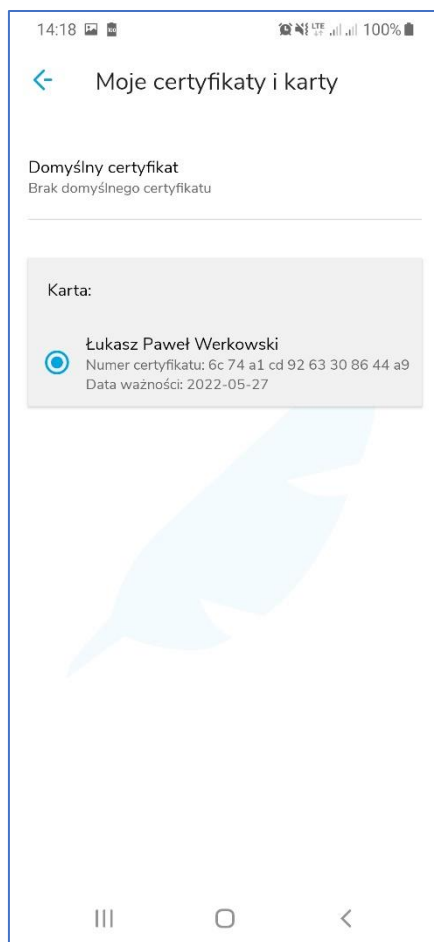 14:18 LTE 100%
Moje certyfikaty i karty
Domyślny certyfikat
Brak domyślnego certyfikatu
Karta:
Łukasz Paweł Werkowski
Numer certyfikatu: 6c 74 a1 cd 92 63 30 86 44 a9
Data ważności: 2022-05-27